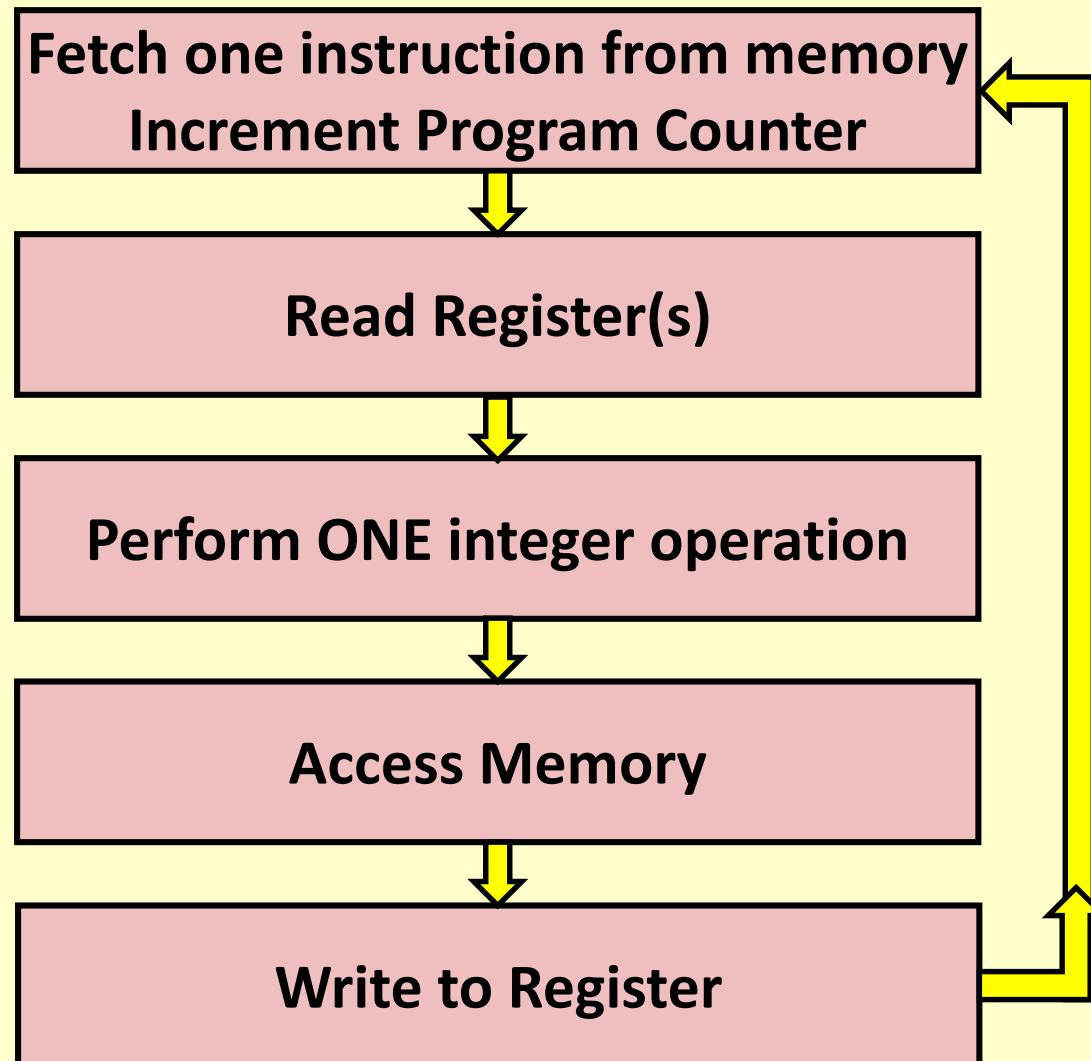 Fetch one instruction from memory
Increment Program Counter
Read Register(s)
Perform ONE integer operation
Access Memory
Write to Register